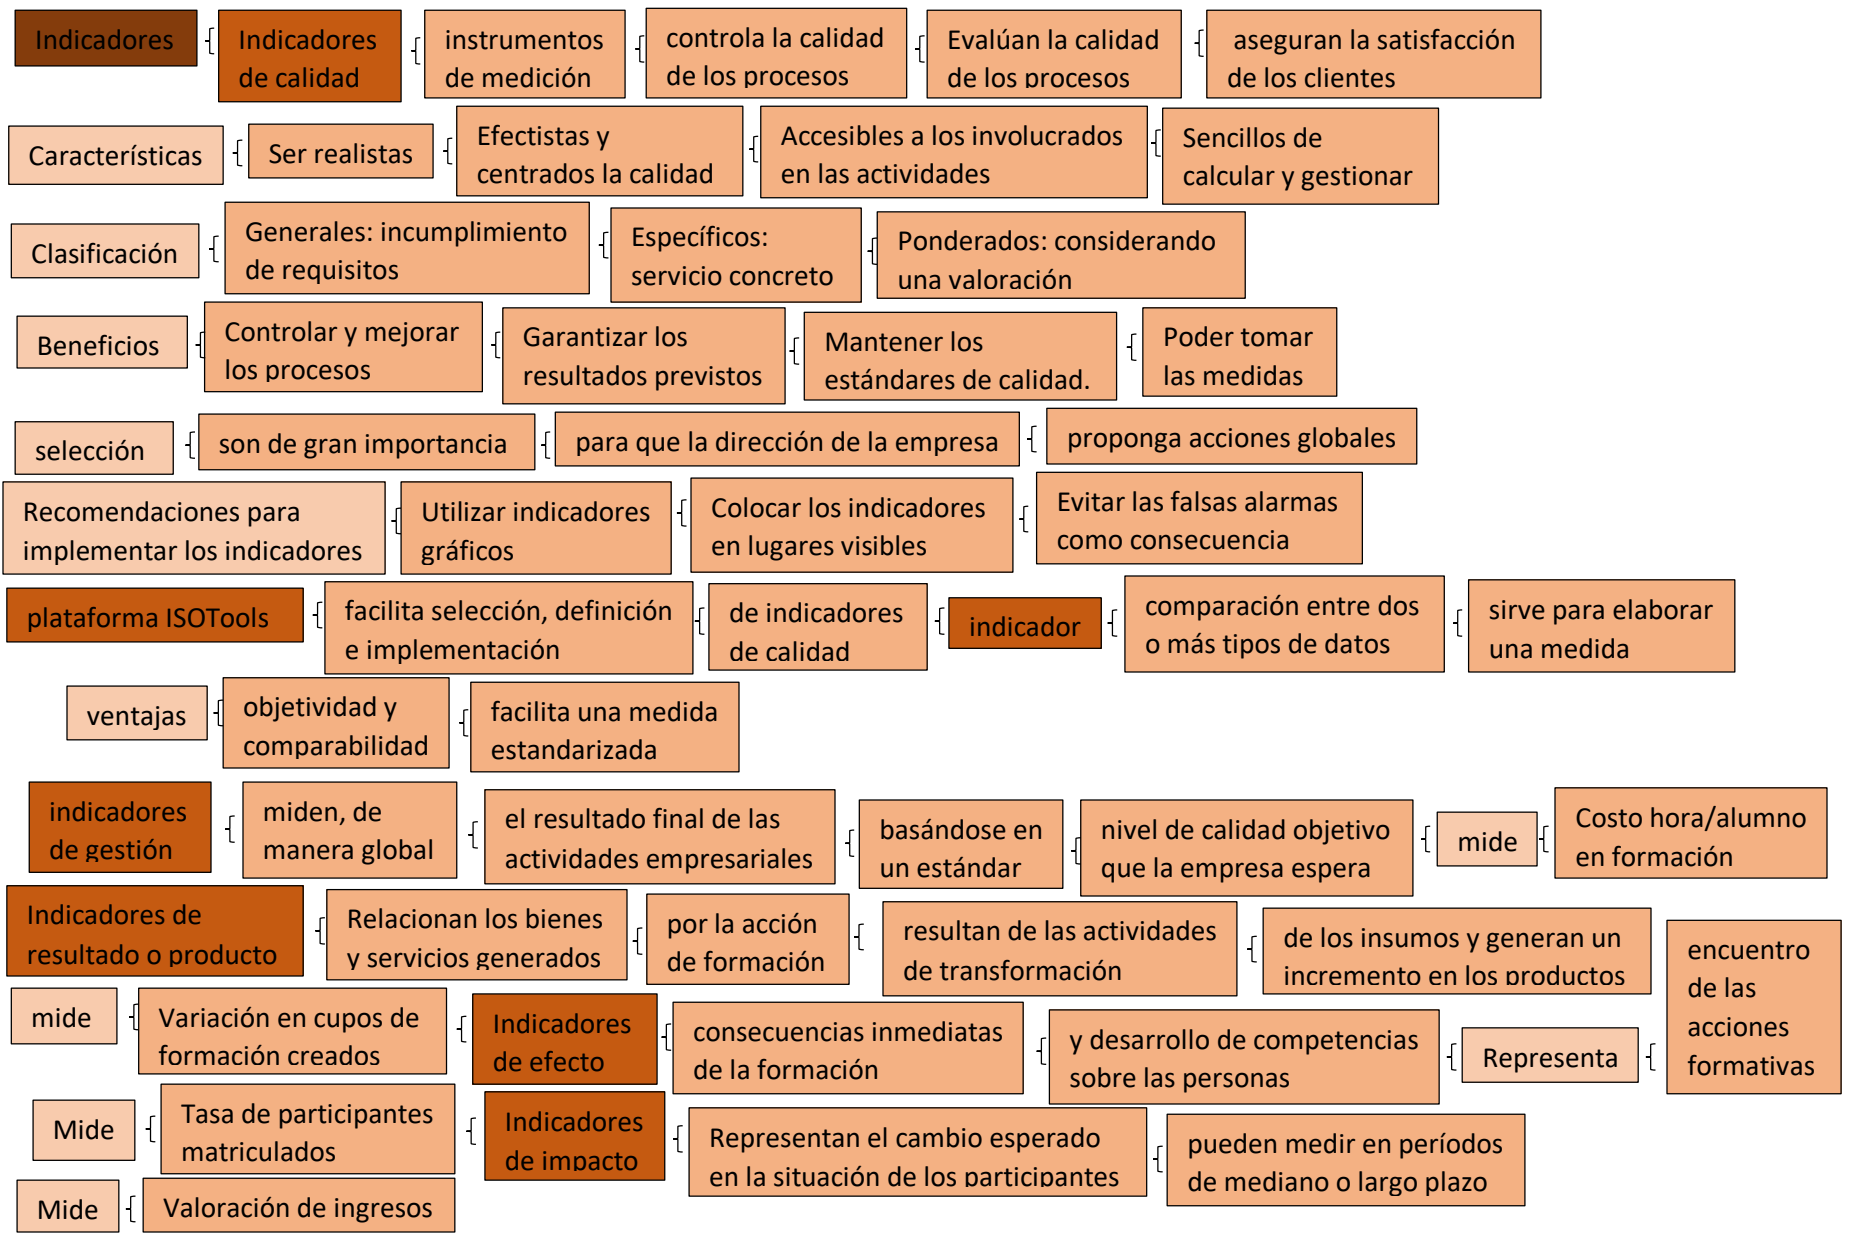 Indicadores
Indicadores
de calidad
instrumentos
de medición
controla la calidad
de los procesos
Evalúan la calidad
de los procesos
aseguran la satisfacción
de los clientes
Característícas
Ser realistas
Efectistas y
centrados la calidad
Accesibles a los involucrados
en las actividades
Sencillos de
calcular y gestionar
Clasificación
Generales: incumplimiento
de requisitos
Específicos:
servicio concreto
Ponderados: considerando
una valoración
Beneficios
Controlar y mejorar
los procesos
Garantizar los
resultados previstos
Mantener los
estándares de calidad.
Poder tomar
las medidas
selección
son de gran importancia
para que la dirección de la empresa
proponga acciones globales
Recomendaciones para
implementar los indicadores
Utilizar indicadores
gráficos
Colocar los indicadores
en lugares visibles
Evitar las falsas alarmas
como consecuencia
plataforma ISOTools
facilita selección, definición
e implementación
de indicadores
de calidad
indicador
comparación entre dos
o más tipos de datos
sirve para elaborar
una medida
ventajas
objetividad y
comparabilidad
facilita una medida
estandarizada
indicadores
de gestión
miden, de
manera global
el resultado final de las
actividades empresariales
basándose en
un estándar
nivel de calidad objetivo
que la empresa espera
mide
Costo hora/alumno
en formación
Indicadores de
resultado o producto
Relacionan los bienes
y servicios generados
por la acción
de formación
resultan de las actividades
de transformación
de los insumos y generan un
incremento en los productos
mide
Variación en cupos de
formación creados
Indicadores
de efecto
consecuencias inmediatas
de la formación
y desarrollo de competencias
sobre las personas
Representa
encuentro
de las
acciones
formativas
Mide
Tasa de participantes
matriculados
Indicadores
de impacto
Representan el cambio esperado
en la situación de los participantes
pueden medir en períodos
de mediano o largo plazo
Mide
Valoración de ingresos